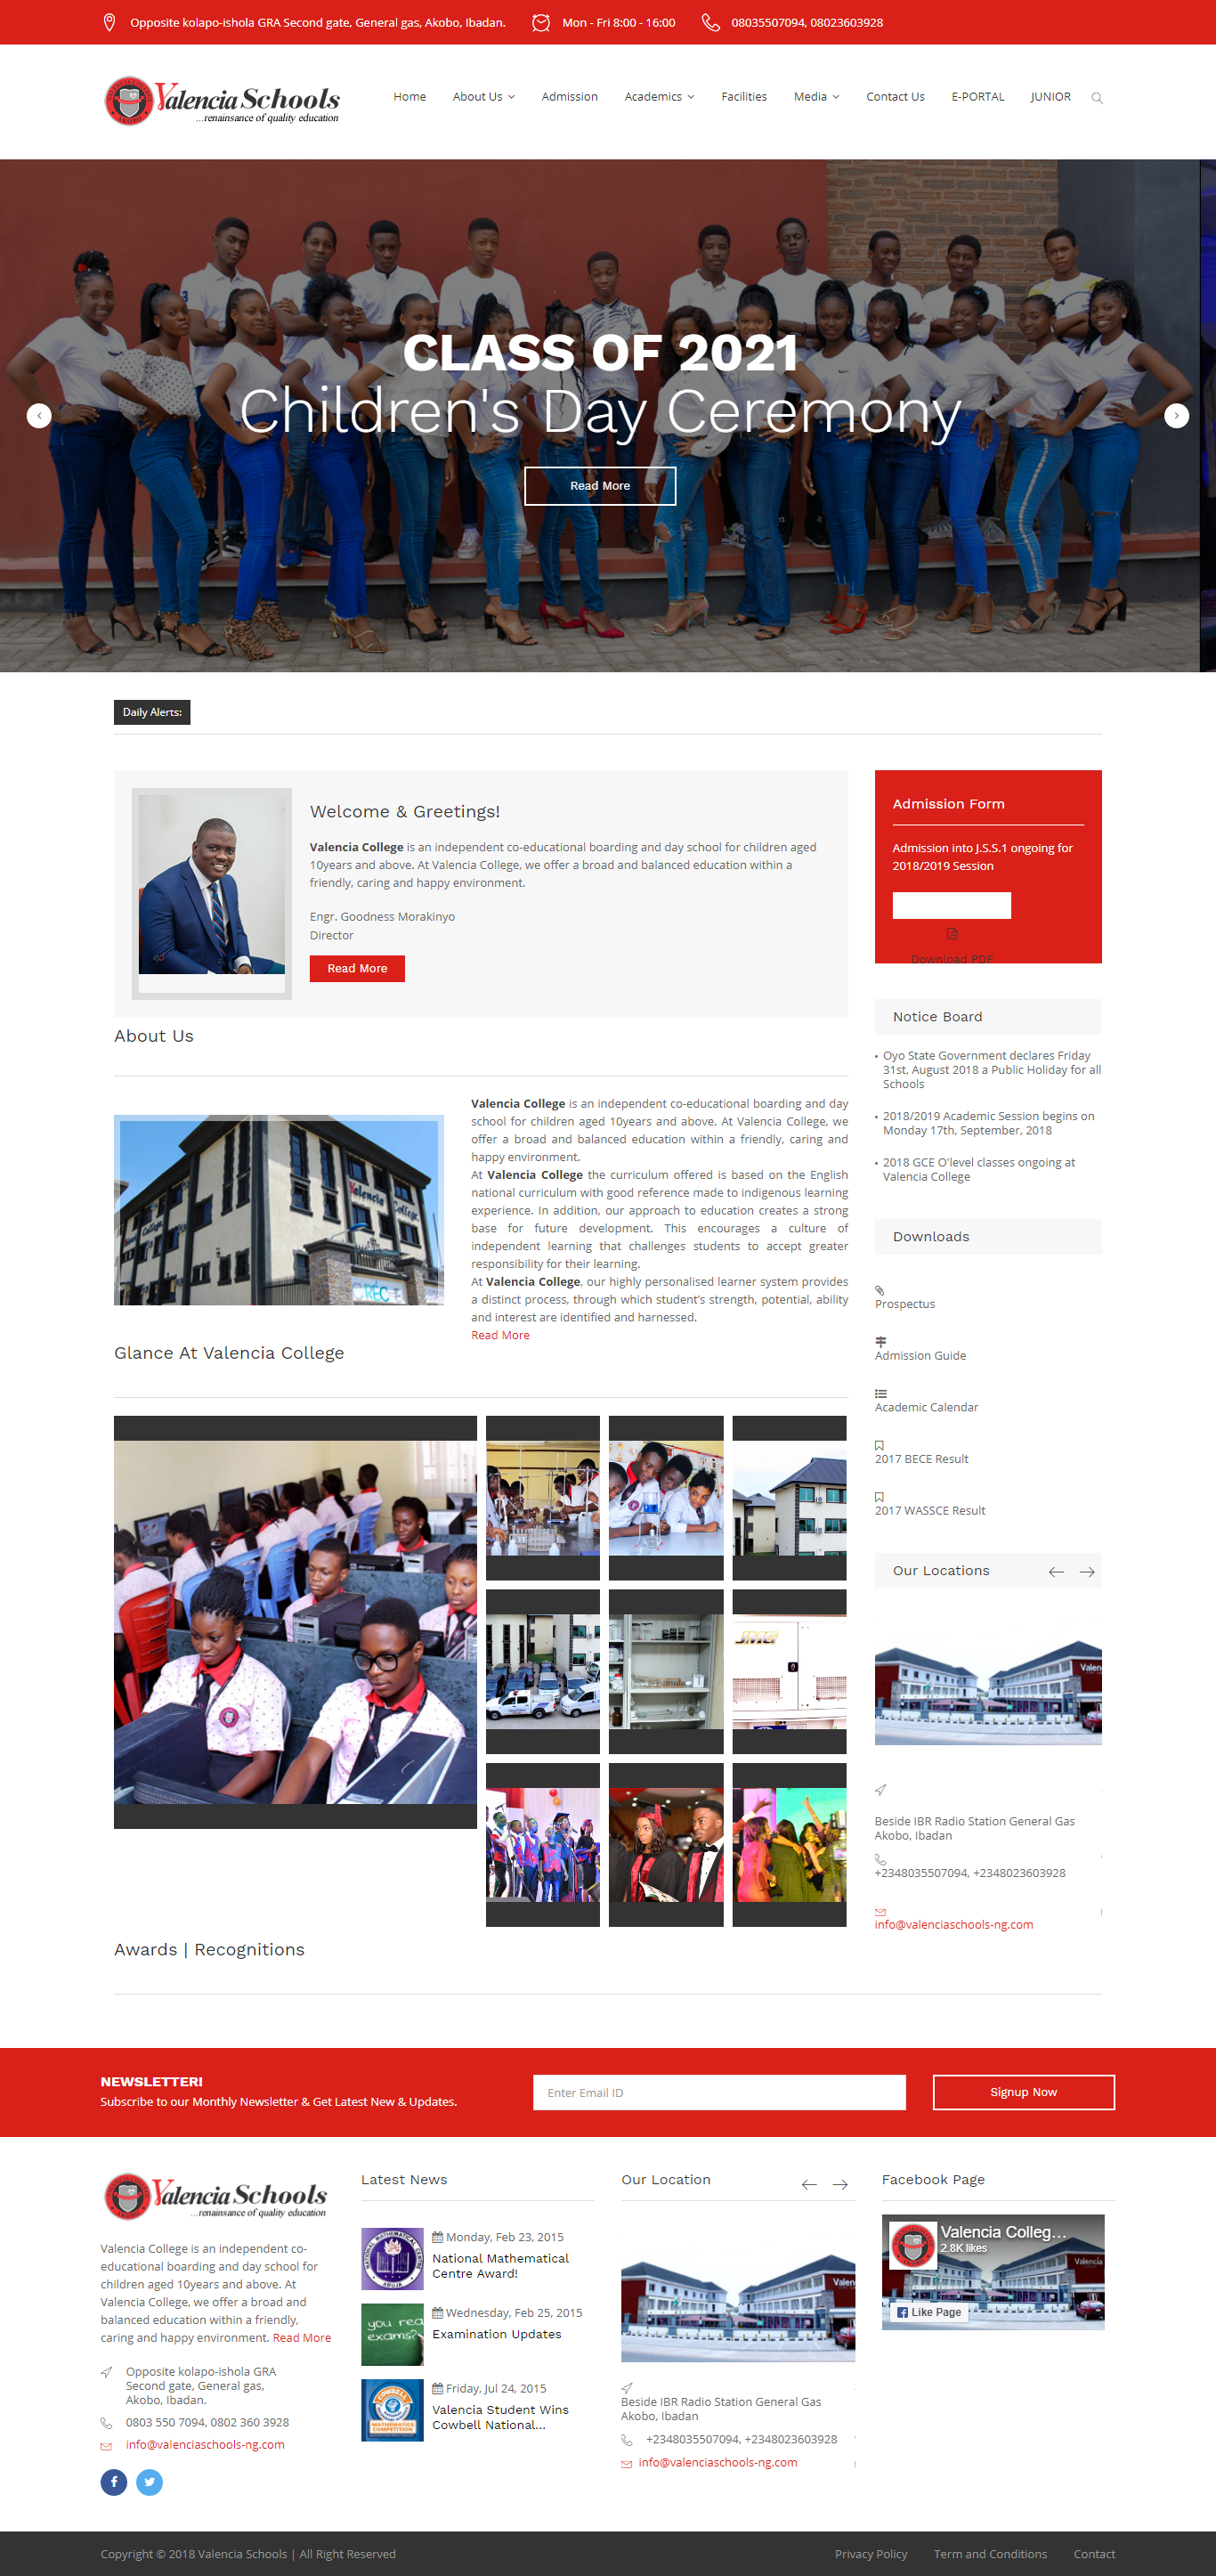 Opposite kolapo-ishola GRA Second gate, General gas, Akobo, Ibadan.
Mon - Fri 8:00 - 16:00
08035507094, 08023603928
Valencia Schools
...renainsance of quality education
Home
About Us
Admission
Academics
Facilities
Media
Contact Us
E-PORTAL
JUNIOR
CLASS OF 2021
Children's Day Ceremony
Read More
Daily Alerts:
Welcome & Greetings!
Valencia College is an independent co-educational boarding and day school for children aged
10years and above. At Valencia College, we offer a broad and balanced education within a
friendly, caring and happy environment.
Engr. Goodness Morakinyo
Director
Read More
Admission Form
Admission into J.S.S.1 ongoing for
2018/2019 Session
Download PDF
About Us
Valencia College is an independent co-educational boarding and day
school for children aged 10years and above. At Valencia College, we
offer a broad and balanced education within a friendly, caring and
happy environment.
At Valencia College the curriculum offered is based on the English
national curriculum with good reference made to indigenous learning
experience. In addition, our approach to education creates a strong
base for future development. This encourages a culture of
independent learning that challenges students to accept greater
responsibility for their learning.
At Valencia College, our highly personalised learner system provides
a distinct process, through which student's strength, potential, ability
and interest are identified and harnessed.
Read More
Valencia College
Notice Board
Oyo State Government declares Friday
31st, August 2018 a Public Holiday for all
Schools
2018/2019 Academic Session begins on
Monday 17th, September, 2018
2018 GCE O'level classes ongoing at
Valencia College
Downloads
Prospectus
Admission Guide
Academic Calendar
2017 BECE Result
2017 WASSCE Result
Glance At Valencia College
JMG
Our Locations
Valen
Beside IBR Radio Station General Gas
Akobo, Ibadan
+2348035507094, +2348023603928
info@valenciaschools-ng.com
Awards | Recognitions
NEWSLETTER!
Subscribe to our Monthly Newsletter & Get Latest New & Updates.
Enter Email ID
Signup Now
Valencia Schools
...renainsance of quality education
Valencia College is an independent co-
educational boarding and day school for
children aged 10years and above. At
Valencia College, we offer a broad and
balanced education within a friendly,
caring and happy environment. Read More
Opposite kolapo-ishola GRA
Second gate, General gas,
Akobo, Ibadan.
0803 550 7094, 0802 360 3928
info@valenciaschools-ng.com
Latest News
NATIONAL MATHEMATICAL CENTRE
ABUJA
Monday, Feb 23, 2015
National Mathematical
Centre Award!
you rea
exams?
Wednesday, Feb 25, 2015
Examination Updates
COWBELL
MATHEMATICS
COMPETITION
Friday, Jul 24, 2015
Valencia Student Wins
Cowbell National...
Our Location
Valen
Beside IBR Radio Station General Gas
Akobo, Ibadan
+2348035507094, +2348023603928
info@valenciaschools-ng.com
Facebook Page
Valencia Colleg...
2.8K likes
Like Page
Copyright © 2018 Valencia Schools | All Right Reserved
Privacy Policy
Term and Conditions
Contact